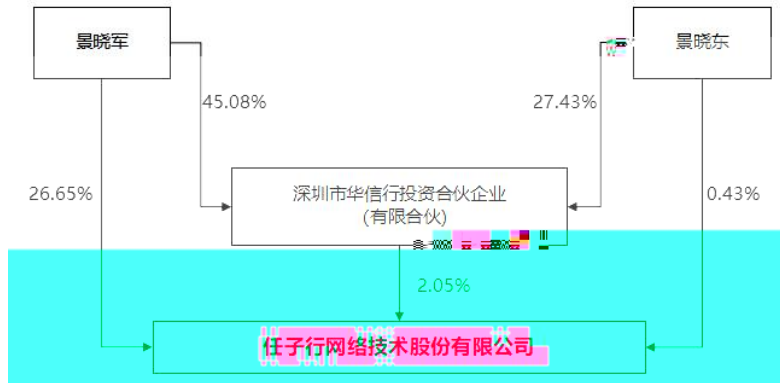 景晓军
景晓东
45.08%
27.43%
26.65%
深圳市华信行投资合伙企业
(有限合伙)
0.43%
2.05%
任子行网络技术股份有限公司